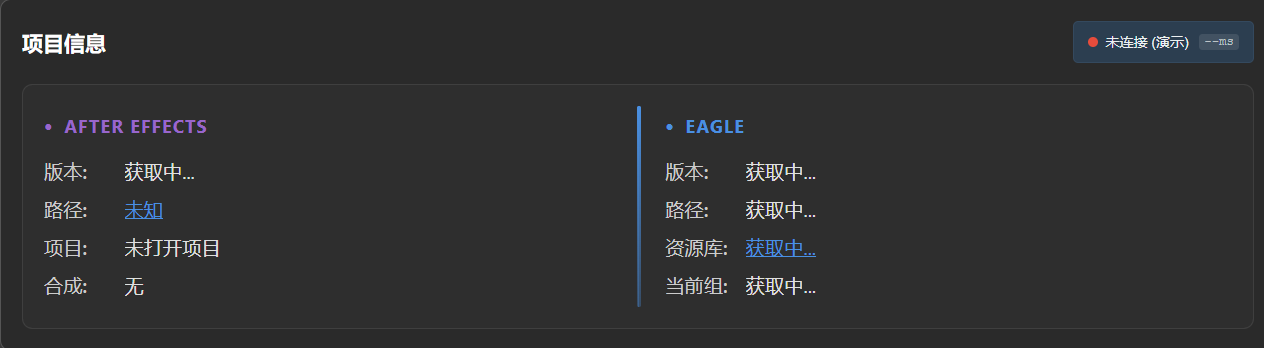 项目信息
未连接 (演示) --ms
• AFTER EFFECTS
版本: 获取中...
路径: 未知
项目: 未打开项目
合成: 无
• EAGLE
版本: 获取中...
路径: 获取中...
资源库: 获取中...
当前组: 获取中...